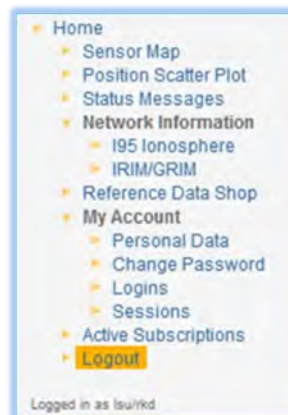 Home
Sensor Map
Position Scatter Plot
Status Messages
Network Information
I95 Ionosphere
IRIM/GRIM
Reference Data Shop
My Account
Personal Data
Change Password
Logins
Sessions
Active Subscriptions
Logout
Logged in as lsu/rkd